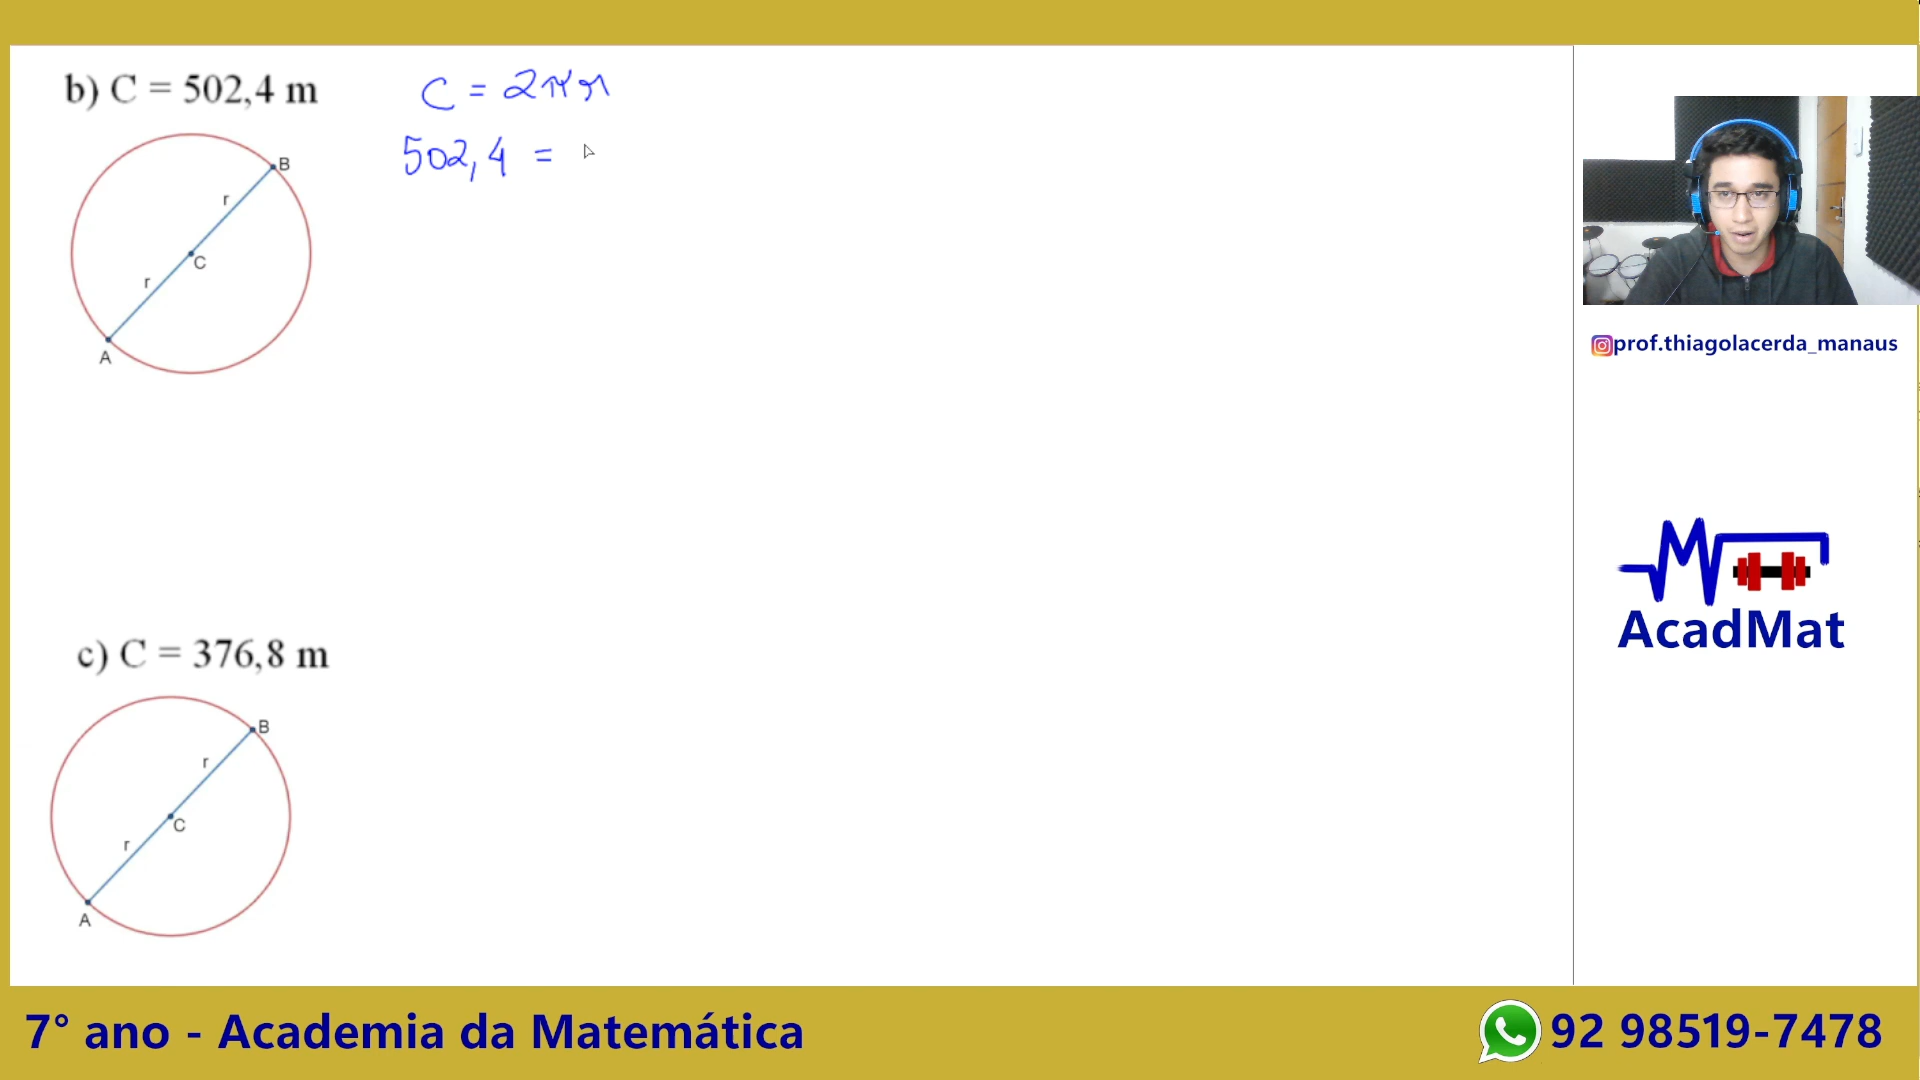 b) C = 502,4 m
C = 2πr
502,4 =
B
r
C
r
A
prof.thiagolacerda_manaus
AcadMat
c) C = 376,8 m
B
r
C
r
A
7° ano - Academia da Matemática
92 98519-7478